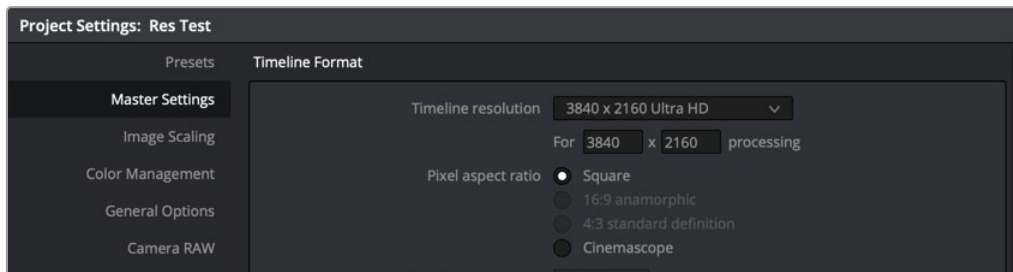 Project Settings: Res Test
Presets
Timeline Format
Master Settings
Timeline resolution 3840 x 2160 Ultra HD
Image Scaling
For 3840 x 2160 processing
Color Management
Pixel aspect ratio Square
16:9 anamorphic
General Options
4:3 standard definition
Camera RAW
Cinemascope